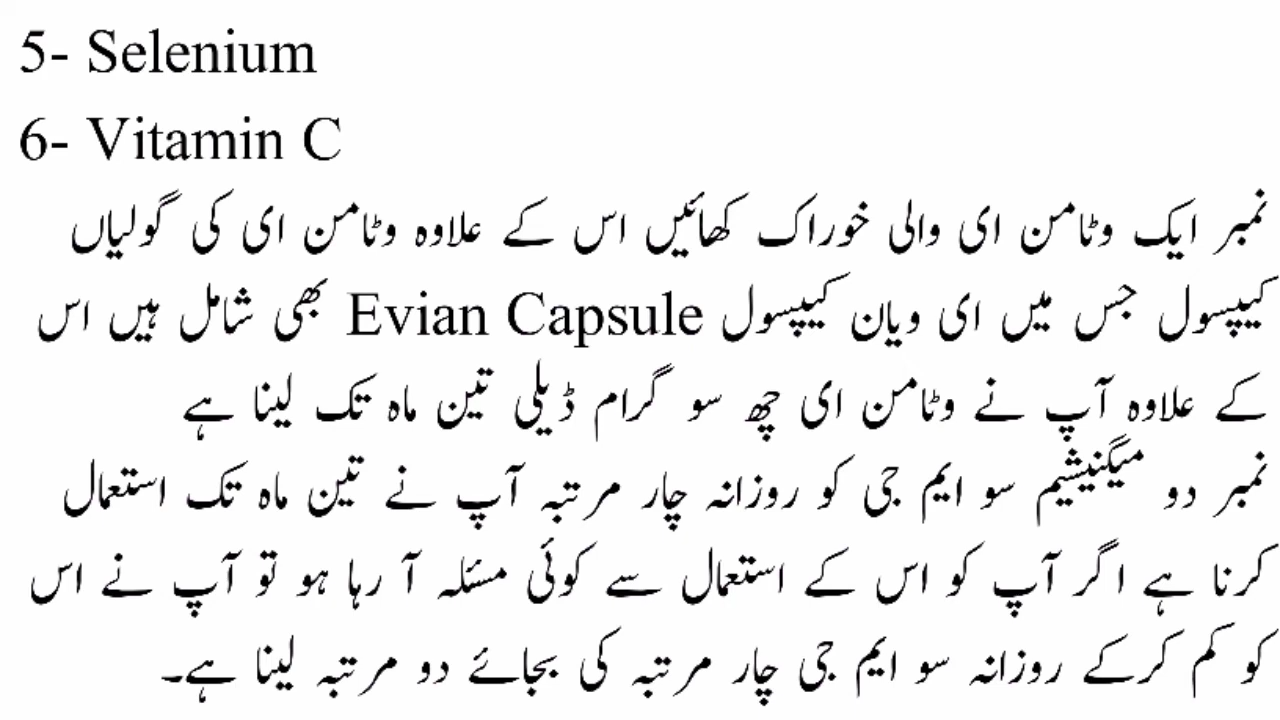 5- Selenium
6- Vitamin C
نمبر ایک وٹامن ای والی خوراک کھائیں اس کے علاوہ وٹامن ای کی گولیاں
کیپسول جس میں ای ویان کیپسول Evian Capsule بھی شامل ہیں اس
کے علاوہ آپ نے وٹامن ای چھ سو گرام ڈیلی تین ماہ تک لینا ہے
نمبر دو میگنیشیم سو ایم جی کو روزانہ چار مرتبہ آپ نے تین ماہ تک استعمال
کرنا ہے اگر آپ کو اس کے استعمال سے کوئی مسئلہ آ رہا ہو تو آپ نے اس
کو کم کرکے روزانہ سو ایم جی چار مرتبہ کی بجائے دو مرتبہ لینا ہے۔